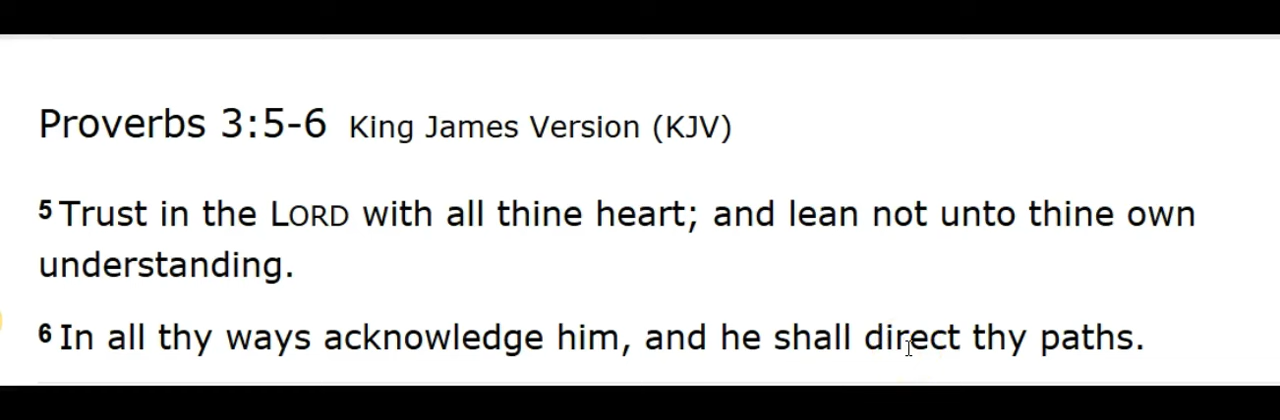 Proverbs 3:5-6 King James Version (KJV)
5 Trust in the LORD with all thine heart; and lean not unto thine own
understanding.
6 In all thy ways acknowledge him, and he shall direct thy paths.